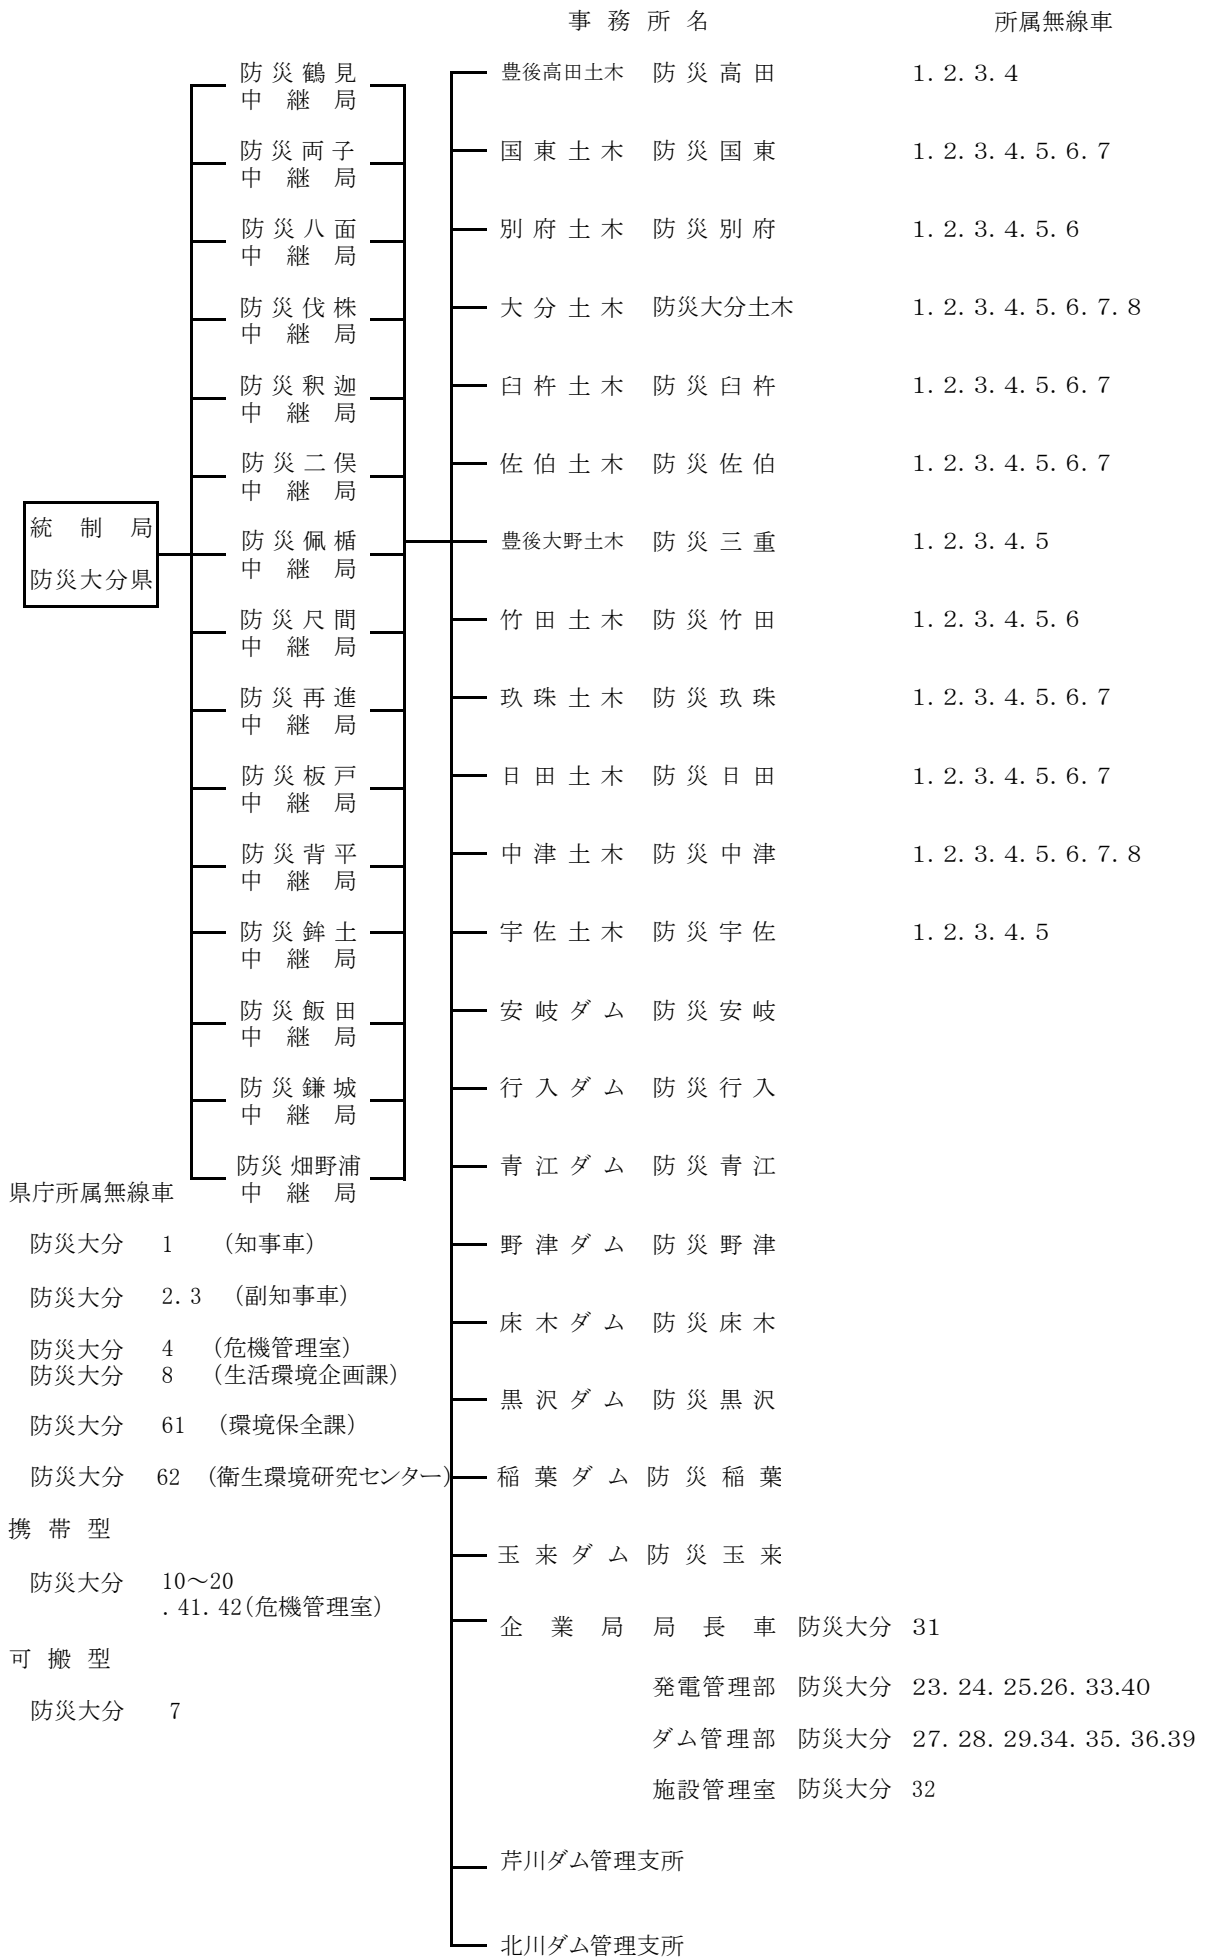 事務所名 所属無線車
統制局
防災大分県
防災鶴見
中継局
防災両子
中継局
防災八面
中継局
防災伐株
中継局
防災釈迦
中継局
防災二俣
中継局
防災佩楯
中継局
防災尺間
中継局
防災再進
中継局
防災板戸
中継局
防災背平
中継局
防災鉾土
中継局
防災飯田
中継局
防災鎌城
中継局
防災 畑野浦
中継局
豊後高田土木 防災高田 1. 2. 3. 4
国東土木 防災国東 1. 2. 3. 4. 5. 6. 7
別府土木 防災別府 1. 2. 3. 4. 5. 6
大分土木 防災大分土木 1. 2. 3. 4. 5. 6. 7. 8
臼杵土木 防災臼杵 1. 2. 3. 4. 5. 6. 7
佐伯土木 防災佐伯 1. 2. 3. 4. 5. 6. 7
豊後大野土木 防災三重 1. 2. 3. 4. 5
竹田土木 防災竹田 1. 2. 3. 4. 5. 6
玖珠土木 防災玖珠 1. 2. 3. 4. 5. 6. 7
日田土木 防災日田 1. 2. 3. 4. 5. 6. 7
中津土木 防災中津 1. 2. 3. 4. 5. 6. 7. 8
宇佐土木 防災宇佐 1. 2. 3. 4. 5
安岐ダム 防災安岐
行入ダム 防災行入
青江ダム 防災青江
野津ダム 防災野津
床木ダム 防災床木
黒沢ダム 防災黒沢
稲葉ダム 防災稲葉
玉来ダム 防災玉来
企業局 局長車 防災大分 31
発電管理部 防災大分 23. 24. 25.26. 33.40
ダム管理部 防災大分 27. 28. 29.34. 35. 36.39
施設管理室 防災大分 32
芹川ダム管理支所
北川ダム管理支所
県庁所属無線車
防災大分 1 （知事車）
防災大分 2. 3 （副知事車）
防災大分 4 （危機管理室）
防災大分 8 （生活環境企画課）
防災大分 61 （環境保全課）
防災大分 62 （衛生環境研究センター）
携帯型
防災大分 10～20
. 41. 42（危機管理室）
可搬型
防災大分 7